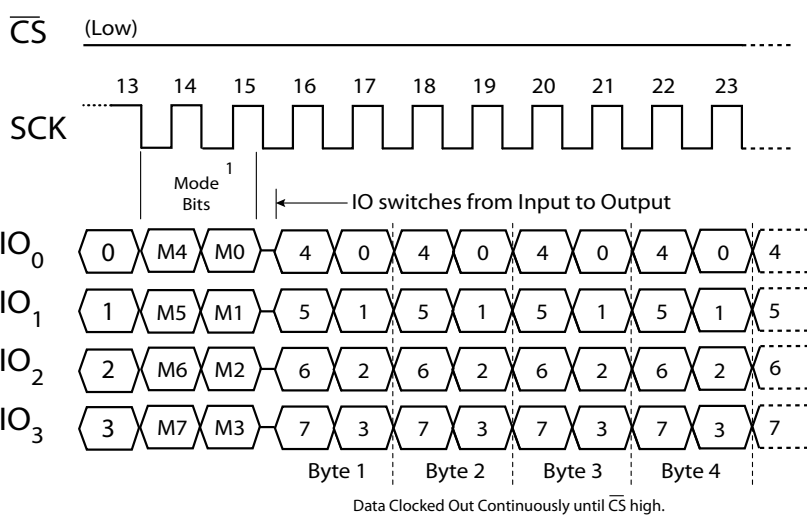 CS (Low)
13 14 15 16 17 18 19 20 21 22 23
SCK
Mode 1
Bits
IO switches from Input to Output
IO0 0 M4 M0 4 0 4 0 4 0 4 0 4
IO1 1 M5 M1 5 1 5 1 5 1 5 1 5
IO2 2 M6 M2 6 2 6 2 6 2 6 2 6
IO3 3 M7 M3 7 3 7 3 7 3 7 3 7
Byte 1 Byte 2 Byte 3 Byte 4
Data Clocked Out Continuously until CS high.